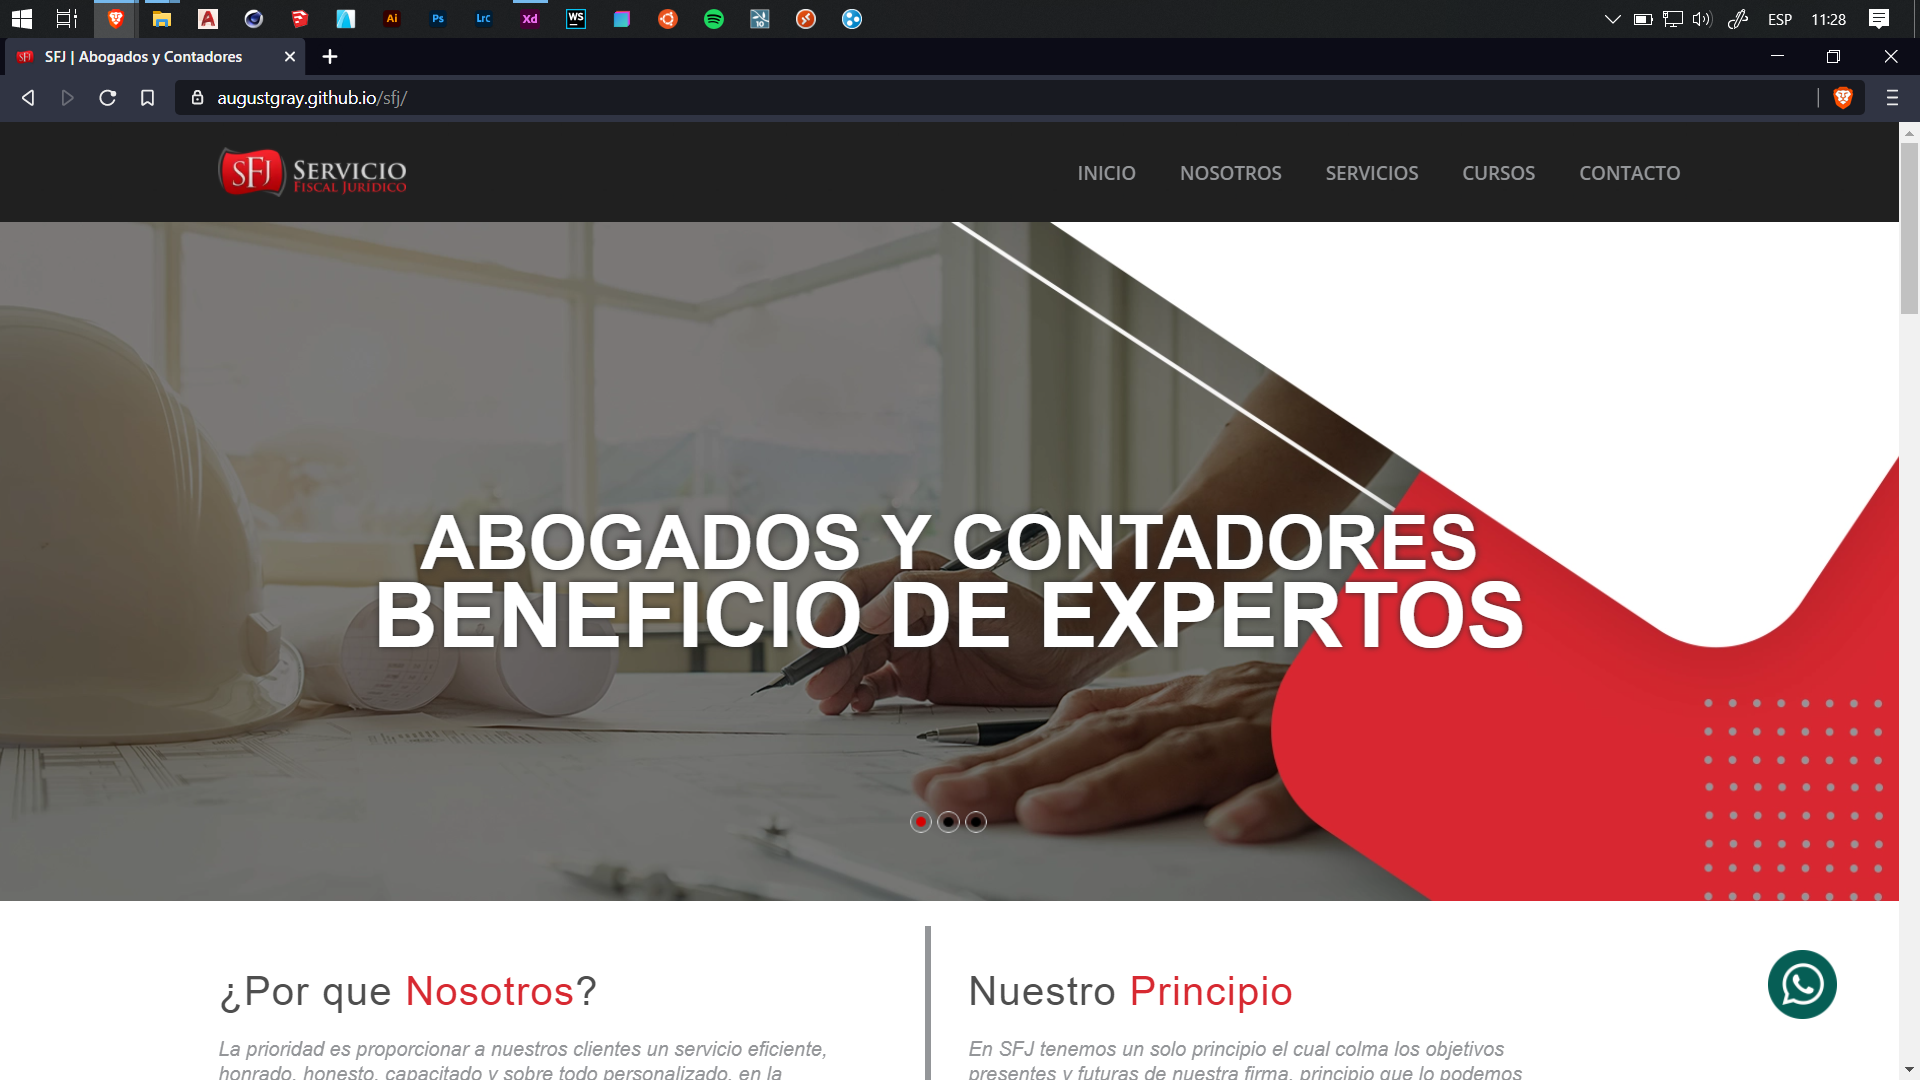 Ai
Ps
LrC
Xd
WS
10
ESP
11:28
SFJ
SFJ | Abogados y Contadores
augustgray.github.io/sfj/
SFJ
SERVICIO
FISCAL JURIDICO
INICIO
NOSOTROS
SERVICIOS
CURSOS
CONTACTO
ABOGADOS Y CONTADORES
BENEFICIO DE EXPERTOS
¿Por que Nosotros?
La prioridad es proporcionar a nuestros clientes un servicio eficiente,
honrado, honesto, capacitado y sobre todo personalizado, en la
Nuestro Principio
En SFJ tenemos un solo principio el cual colma los objetivos
presentes y futuras de nuestra firma, principio que lo podemos